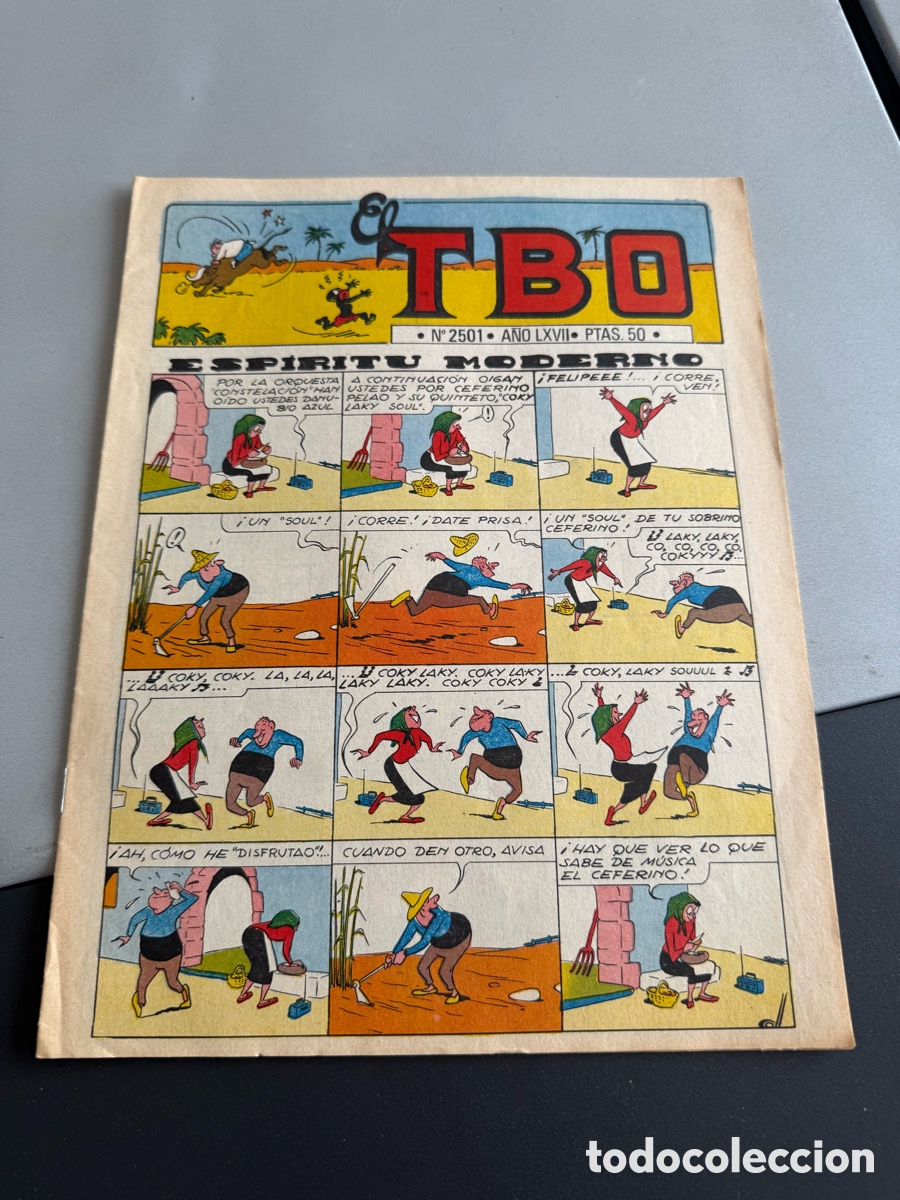 El TBO
• Nº 2501 • AÑO LXVII • PTAS. 50 •
ESPÍRITU MODERNO
POR LA ORQUESTA
"CONSTELACIÓN" HAN
OÍDO USTEDES DANU-
BIO AZUL
A CONTINUACIÓN OIGAN
USTEDES POR CEFERINO
PELAO Y SU QUINTETO, "COKY
LAKY SOUL".
!
¡FELIPEEE!... ¡CORRE,
VEN!
¡UN "SOUL"!
?
¡CORRE! ¡DATE PRISA!
¡UN "SOUL" DE TU SOBRINO
CEFERINO!
LAKY, LAKY,
CO, CO, CO, CO,
COKYYY ...
... COKY, COKY. LA, LA, LA,
LAAAKY ...
... COKY LAKY. COKY LA-KY
LAKY LAKY. COKY COKY
... COKY, LAKY SOUUUL
¡AH, CÓMO HE "DISFRUTAO"!...
CUANDO DEN OTRO, AVISA
¡HAY QUE VER LO QUE
SABE DE MÚSICA
EL CEFERINO!
todocoleccion